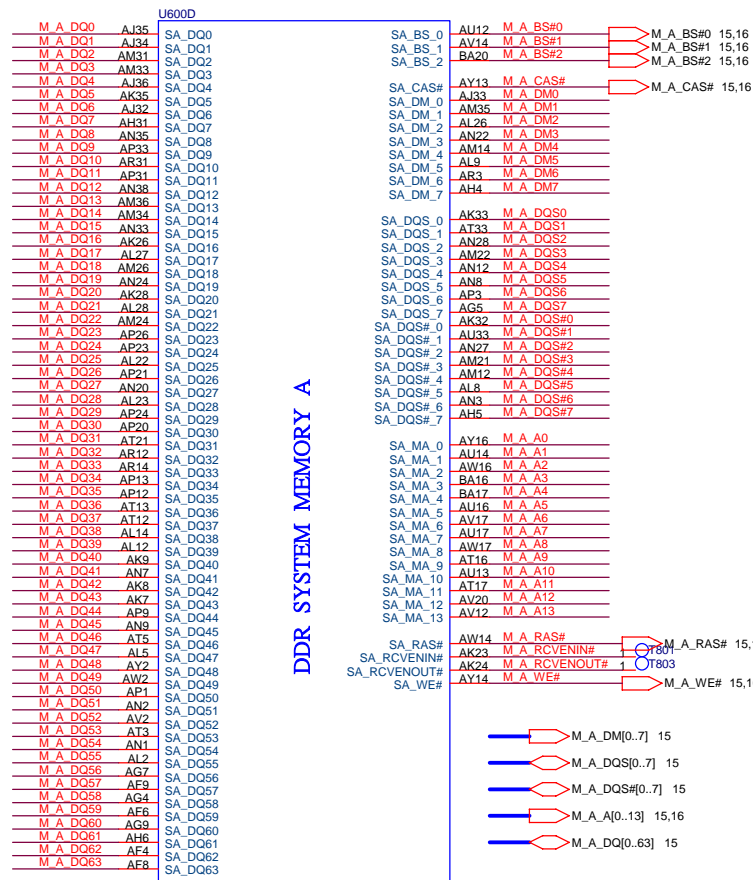 U600D
M_A_DQ0 AJ35 SA_DQ0
M_A_DQ1 AJ34 SA_DQ1
M_A_DQ2 AM31 SA_DQ2
M_A_DQ3 AM33 SA_DQ3
M_A_DQ4 AJ36 SA_DQ4
M_A_DQ5 AK35 SA_DQ5
M_A_DQ6 AJ32 SA_DQ6
M_A_DQ7 AH31 SA_DQ7
M_A_DQ8 AN35 SA_DQ8
M_A_DQ9 AP33 SA_DQ9
M_A_DQ10 AR31 SA_DQ10
M_A_DQ11 AP31 SA_DQ11
M_A_DQ12 AN38 SA_DQ12
M_A_DQ13 AM36 SA_DQ13
M_A_DQ14 AM34 SA_DQ14
M_A_DQ15 AN33 SA_DQ15
M_A_DQ16 AK26 SA_DQ16
M_A_DQ17 AL27 SA_DQ17
M_A_DQ18 AM26 SA_DQ18
M_A_DQ19 AN24 SA_DQ19
M_A_DQ20 AK28 SA_DQ20
M_A_DQ21 AL28 SA_DQ21
M_A_DQ22 AM24 SA_DQ22
M_A_DQ23 AP26 SA_DQ23
M_A_DQ24 AP23 SA_DQ24
M_A_DQ25 AL22 SA_DQ25
M_A_DQ26 AP21 SA_DQ26
M_A_DQ27 AN20 SA_DQ27
M_A_DQ28 AL23 SA_DQ28
M_A_DQ29 AP24 SA_DQ29
M_A_DQ30 AP20 SA_DQ30
M_A_DQ31 AT21 SA_DQ31
M_A_DQ32 AR12 SA_DQ32
M_A_DQ33 AR14 SA_DQ33
M_A_DQ34 AP13 SA_DQ34
M_A_DQ35 AP12 SA_DQ35
M_A_DQ36 AT13 SA_DQ36
M_A_DQ37 AT12 SA_DQ37
M_A_DQ38 AL14 SA_DQ38
M_A_DQ39 AL12 SA_DQ39
M_A_DQ40 AK9 SA_DQ40
M_A_DQ41 AN7 SA_DQ41
M_A_DQ42 AK8 SA_DQ42
M_A_DQ43 AK7 SA_DQ43
M_A_DQ44 AP9 SA_DQ44
M_A_DQ45 AN9 SA_DQ45
M_A_DQ46 AT5 SA_DQ46
M_A_DQ47 AL5 SA_DQ47
M_A_DQ48 AY2 SA_DQ48
M_A_DQ49 AW2 SA_DQ49
M_A_DQ50 AP1 SA_DQ50
M_A_DQ51 AN2 SA_DQ51
M_A_DQ52 AV2 SA_DQ52
M_A_DQ53 AT3 SA_DQ53
M_A_DQ54 AN1 SA_DQ54
M_A_DQ55 AL2 SA_DQ55
M_A_DQ56 AG7 SA_DQ56
M_A_DQ57 AF9 SA_DQ57
M_A_DQ58 AG4 SA_DQ58
M_A_DQ59 AF6 SA_DQ59
M_A_DQ60 AG9 SA_DQ60
M_A_DQ61 AH6 SA_DQ61
M_A_DQ62 AF4 SA_DQ62
M_A_DQ63 AF8 SA_DQ63
DDR SYSTEM MEMORY A
SA_BS_0 AU12 M_A_BS#0 M_A_BS#0 15,16
SA_BS_1 AV14 M_A_BS#1 M_A_BS#1 15,16
SA_BS_2 BA20 M_A_BS#2 M_A_BS#2 15,16
SA_CAS# AY13 M_A_CAS# M_A_CAS# 15,16
SA_DM_0 AJ33 M_A_DM0
SA_DM_1 AM35 M_A_DM1
SA_DM_2 AL26 M_A_DM2
SA_DM_3 AN22 M_A_DM3
SA_DM_4 AM14 M_A_DM4
SA_DM_5 AL9 M_A_DM5
SA_DM_6 AR3 M_A_DM6
SA_DM_7 AH4 M_A_DM7
SA_DQS_0 AK33 M_A_DQS0
SA_DQS_1 AT33 M_A_DQS1
SA_DQS_2 AN28 M_A_DQS2
SA_DQS_3 AM22 M_A_DQS3
SA_DQS_4 AN12 M_A_DQS4
SA_DQS_5 AN8 M_A_DQS5
SA_DQS_6 AP3 M_A_DQS6
SA_DQS_7 AG5 M_A_DQS7
SA_DQS#_0 AK32 M_A_DQS#0
SA_DQS#_1 AU33 M_A_DQS#1
SA_DQS#_2 AN27 M_A_DQS#2
SA_DQS#_3 AM21 M_A_DQS#3
SA_DQS#_4 AM12 M_A_DQS#4
SA_DQS#_5 AL8 M_A_DQS#5
SA_DQS#_6 AN3 M_A_DQS#6
SA_DQS#_7 AH5 M_A_DQS#7
SA_MA_0 AY16 M_A_A0
SA_MA_1 AU14 M_A_A1
SA_MA_2 AW16 M_A_A2
SA_MA_3 BA16 M_A_A3
SA_MA_4 BA17 M_A_A4
SA_MA_5 AU16 M_A_A5
SA_MA_6 AV17 M_A_A6
SA_MA_7 AU17 M_A_A7
SA_MA_8 AW17 M_A_A8
SA_MA_9 AT16 M_A_A9
SA_MA_10 AU13 M_A_A10
SA_MA_11 AT17 M_A_A11
SA_MA_12 AV20 M_A_A12
SA_MA_13 AV12 M_A_A13
SA_RAS# AW14 M_A_RAS# M_A_RAS# 15,1
SA_RCVENIN# AK23 M_A_RCVENIN# 1 T801
SA_RCVENOUT# AK24 M_A_RCVENOUT# 1 T803
SA_WE# AY14 M_A_WE# M_A_WE# 15,1
M_A_DM[0..7] 15
M_A_DQS[0..7] 15
M_A_DQS#[0..7] 15
M_A_A[0..13] 15,16
M_A_DQ[0..63] 15